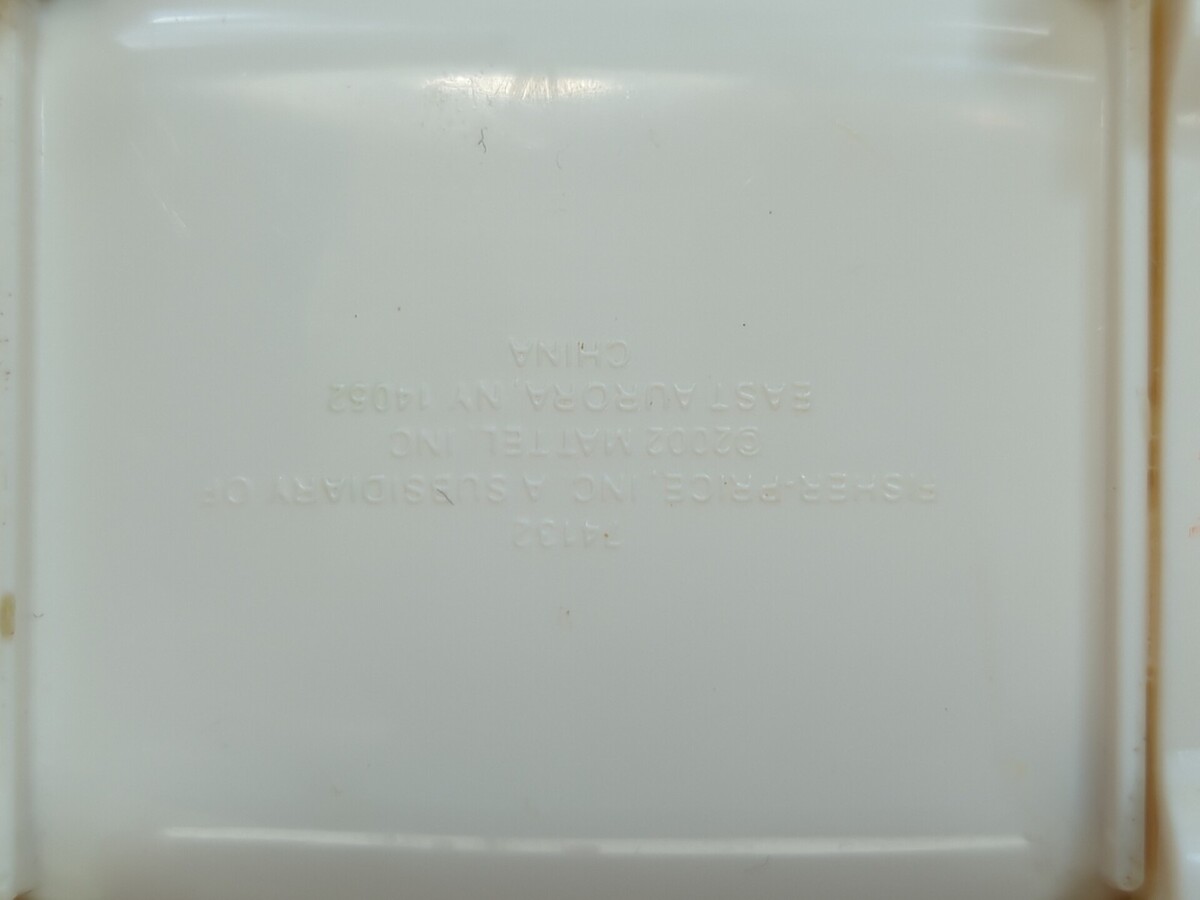 74132
FISHER-PRICE, INC. A SUBSIDIARY OF
©2002 MATTEL, INC
EAST AURORA, NY 14052
CHINA